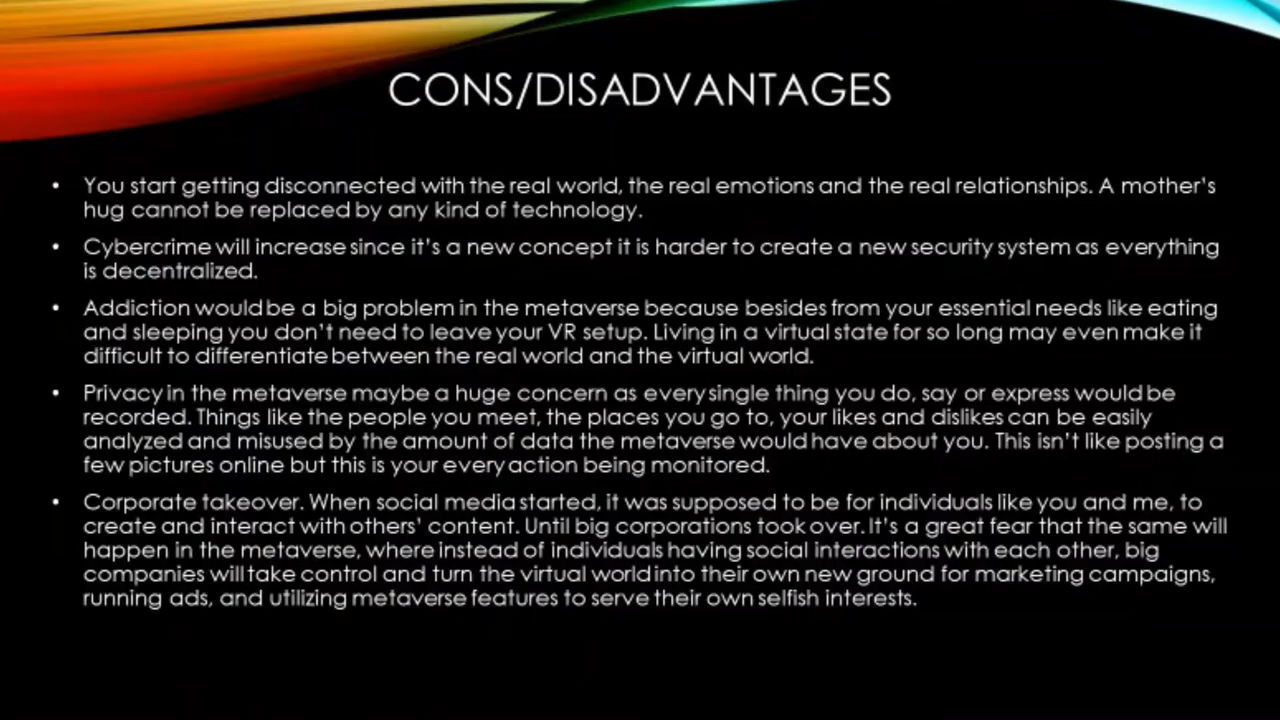 CONS/DISADVANTAGES
• You start getting disconnected with the real world, the real emotions and the real relationships. A mother's
hug cannot be replaced by any kind of technology.
• Cybercrime will increase since it's a new concept it is harder to create a new security system as everything
is decentralized.
• Addiction would be a big problem in the metaverse because besides from your essential needs like eating
and sleeping you don't need to leave your VR setup. Living in a virtual state for so long may even make it
difficult to differentiate between the real world and the virtual world.
• Privacy in the metaverse maybe a huge concern as every single thing you do, say or express would be
recorded. Things like the people you meet, the places you go to, your likes and dislikes can be easily
analyzed and misused by the amount of data the metaverse would have about you. This isn't like posting a
few pictures online but this is your every action being monitored.
• Corporate takeover. When social media started, it was supposed to be for individuals like you and me, to
create and interact with others' content. Until big corporations took over. It's a great fear that the same will
happen in the metaverse, where instead of individuals having social interactions with each other, big
companies will take control and turn the virtual world into their own new ground for marketing campaigns,
running ads, and utilizing metaverse features to serve their own selfish interests.